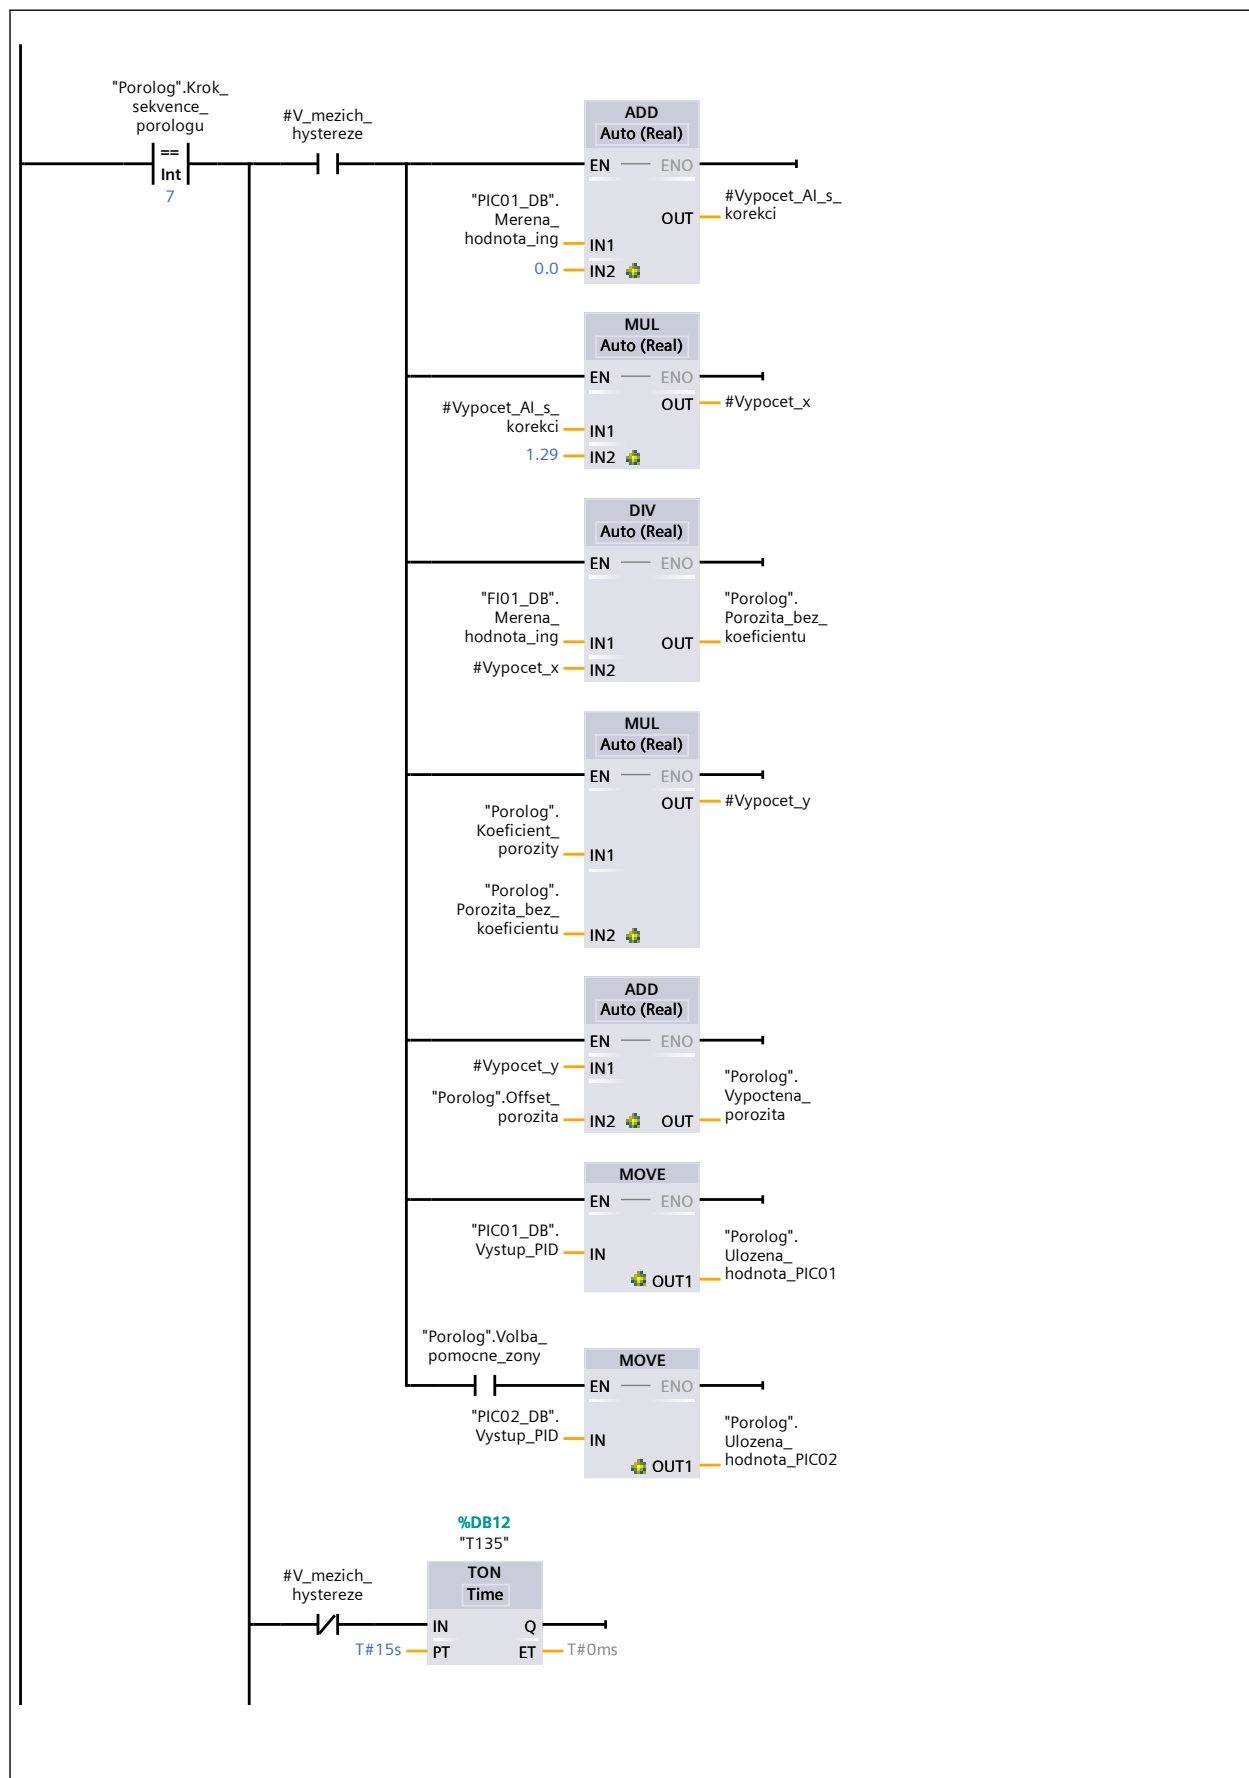 "Porolog".Krok_
sekvence_
porologu
==
Int
7
#V_mezich_
hystereze
ADD
Auto (Real)
EN
ENO
"PIC01_DB".
Merena_
hodnota_ing
IN1
0.0
IN2
OUT
#Vypocet_AI_s_
korekci
MUL
Auto (Real)
EN
ENO
#Vypocet_AI_s_
korekci
IN1
1.29
IN2
OUT
#Vypocet_x
DIV
Auto (Real)
EN
ENO
"FI01_DB".
Merena_
hodnota_ing
IN1
#Vypocet_x
IN2
OUT
"Porolog".
Porozita_bez_
koeficientu
MUL
Auto (Real)
EN
ENO
OUT
#Vypocet_y
"Porolog".
Koeficient_
porozity
IN1
"Porolog".
Porozita_bez_
koeficientu
IN2
ADD
Auto (Real)
EN
ENO
#Vypocet_y
IN1
"Porolog".Offset_
porozita
IN2
OUT
"Porolog".
Vypoctena_
porozita
MOVE
EN
ENO
"PIC01_DB".
Vystup_PID
IN
OUT1
"Porolog".
Ulozena_
hodnota_PIC01
"Porolog".Volba_
pomocne_zony
MOVE
EN
ENO
"PIC02_DB".
Vystup_PID
IN
OUT1
"Porolog".
Ulozena_
hodnota_PIC02
%DB12
"T135"
#V_mezich_
hystereze
TON
Time
IN
Q
T#15s
PT
ET
T#0ms